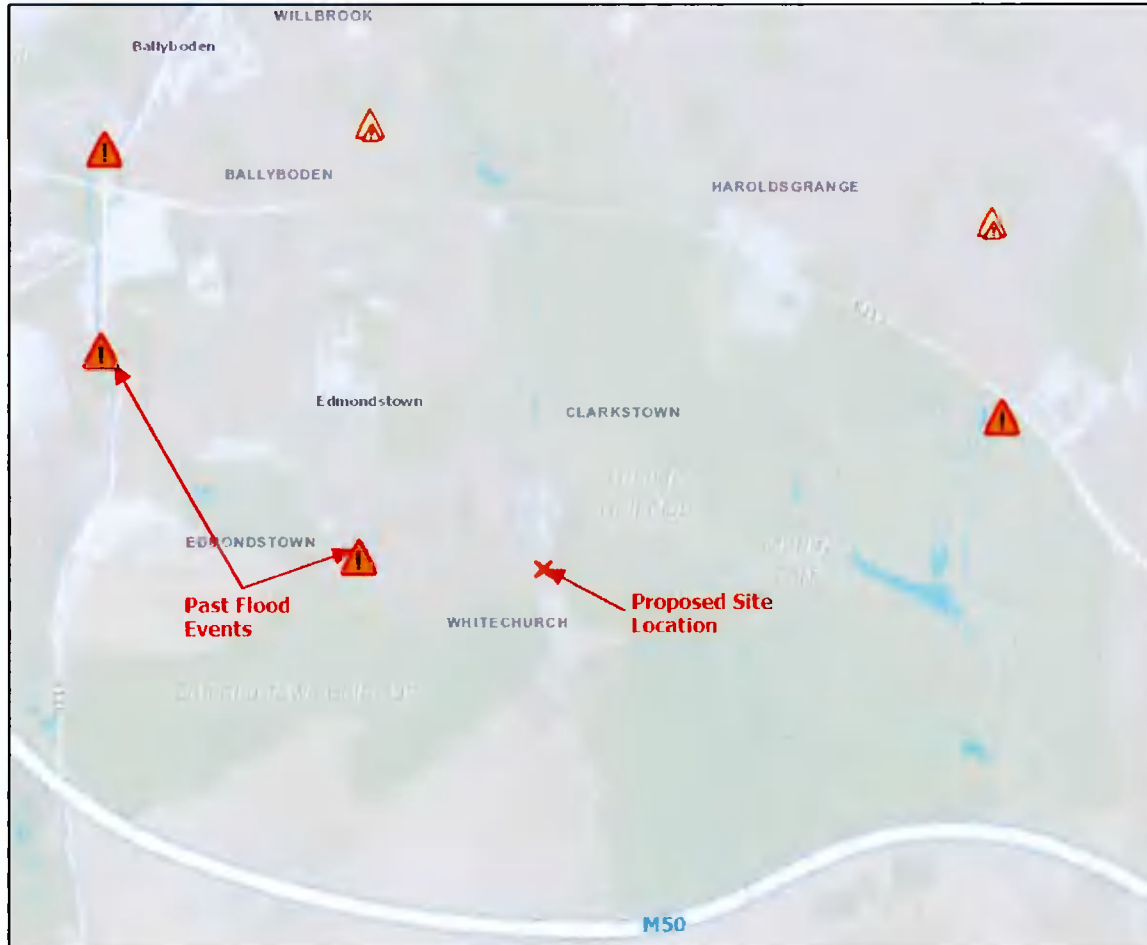 WILLBROOK
Ballyboden
BALLYBODEN
HAROLDSGRANGE
Edmondstown
CLARKSTOWN
EDMONDSTOWN
Past Flood
Events
Proposed Site
Location
WHITECHURCH
M50